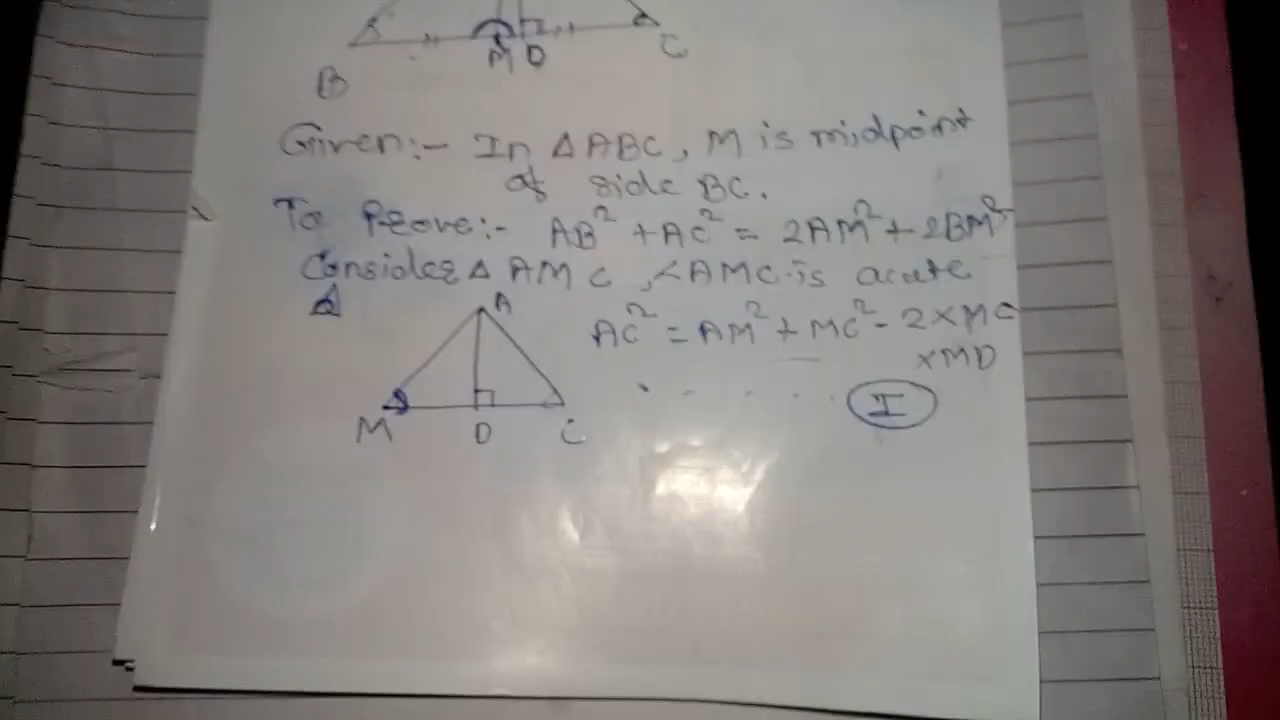 M D C
B
Given:- In △ABC, M is midpoint
of side BC.
To Prove:- AB² + AC² = 2AM² + 2BM²
Consider △ AMC, ∠AMC is acute
A
AC² = AM² + MC² - 2×MC
×MD
I
M D C